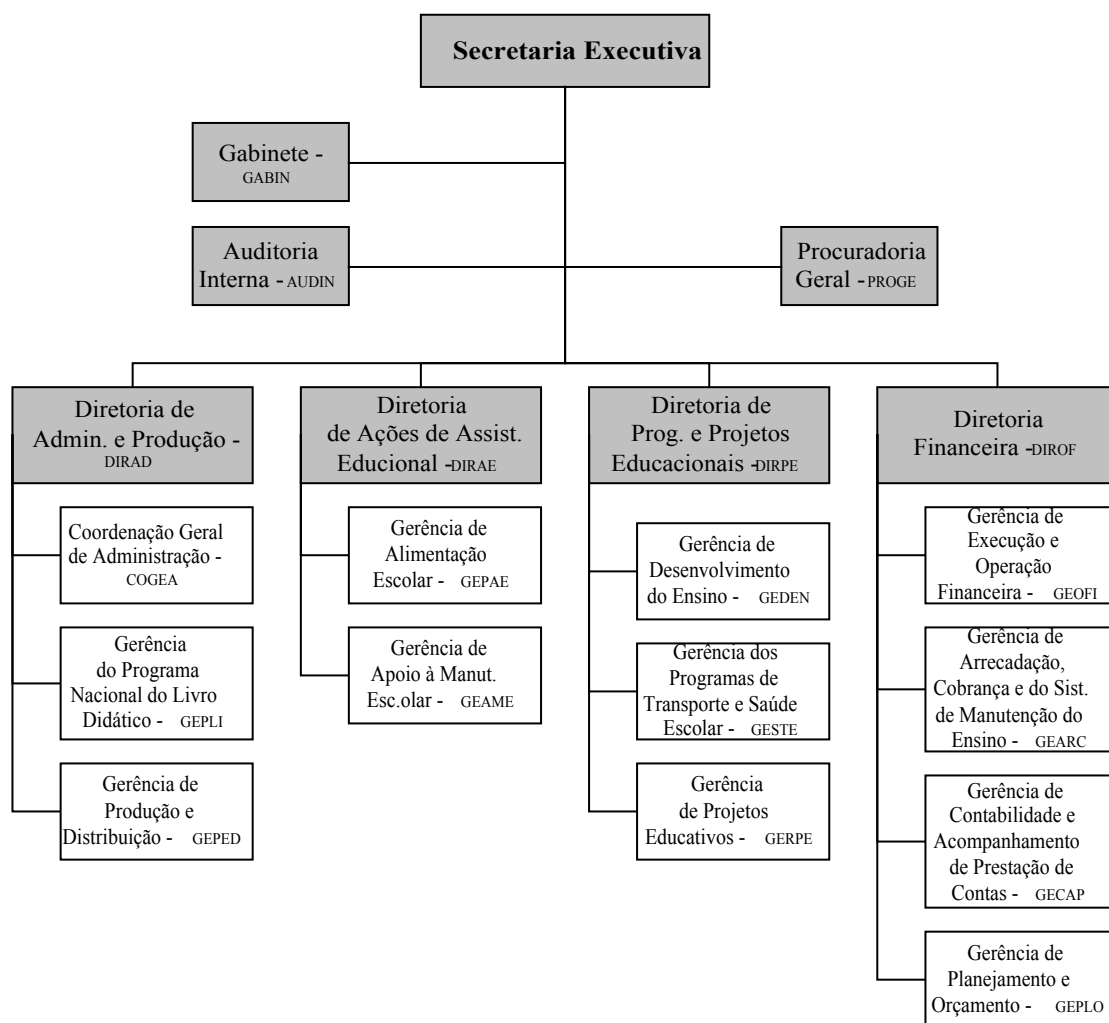 Secretaria Executiva
Gabinete -
GABIN
Auditoria
Interna - AUDIN
Procuradoria
Geral -PROGE
Diretoria de
Admin. e Produção -
DIRAD
Diretoria
de Ações de Assist.
Educional -DIRAE
Diretoria de
Prog. e Projetos
Educacionais -DIRPE
Diretoria
Financeira -DIROF
Coordenação Geral
de Administração -
COGEA
Gerência
do Programa
Nacional do Livro
Didático - GEPLI
Gerência de
Produção e
Distribuição - GEPED
Gerência de
Alimentação
Escolar - GEPAE
Gerência de
Apoio à Manut.
Esc.olar - GEAME
Gerência de
Desenvolvimento
do Ensino - GEDEN
Gerência dos
Programas de
Transporte e Saúde
Escolar - GESTE
Gerência
de Projetos
Educativos - GERPE
Gerência de
Execução e
Operação
Financeira - GEOFI
Gerência de
Arrecadação,
Cobrança e do Sist.
de Manutenção do
Ensino - GEARC
Gerência de
Contabilidade e
Acompanhamento
de Prestação de
Contas - GECAP
Gerência de
Planejamento e
Orçamento - GEPLO